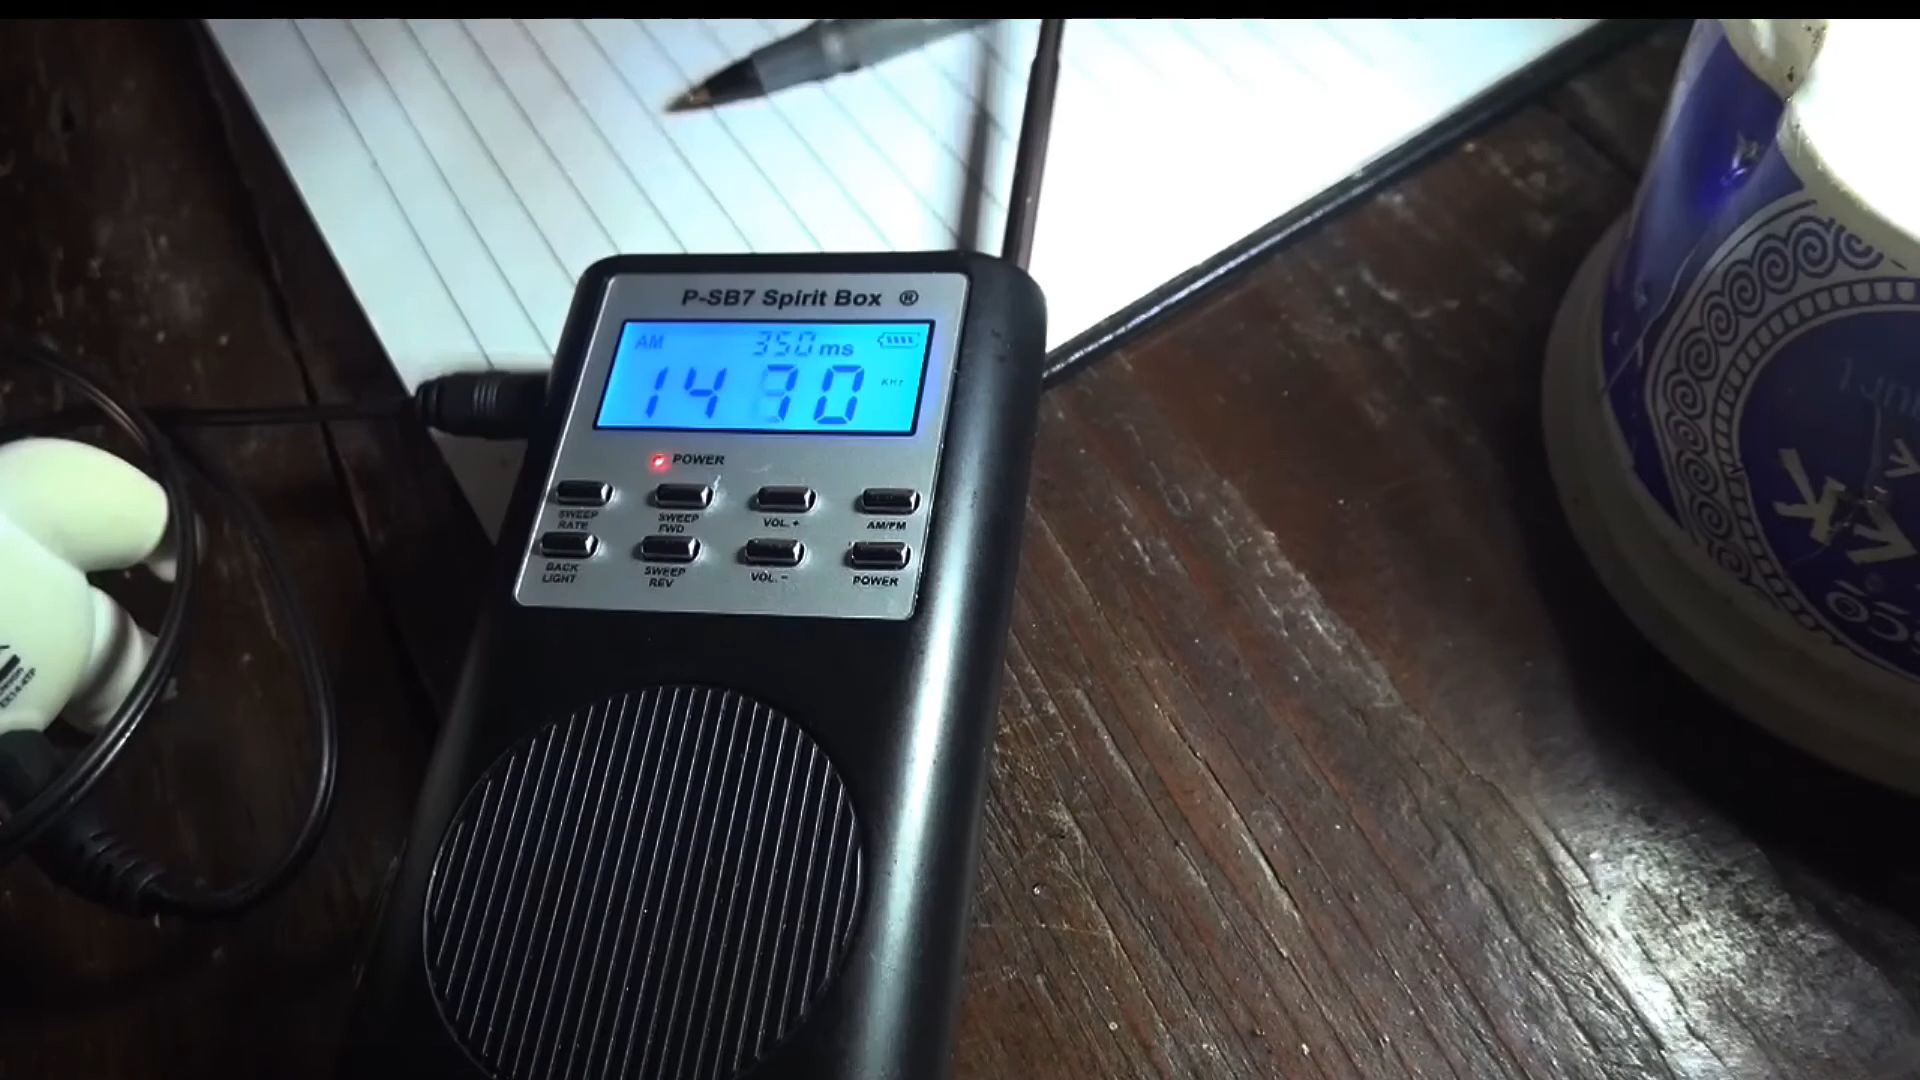 P-SB7 Spirit Box ®
AM 350 ms
1470 KHz
POWER
SWEEP RATE
SWEEP FWD
VOL. +
AM/FM
BACK LIGHT
SWEEP REV
VOL. -
POWER